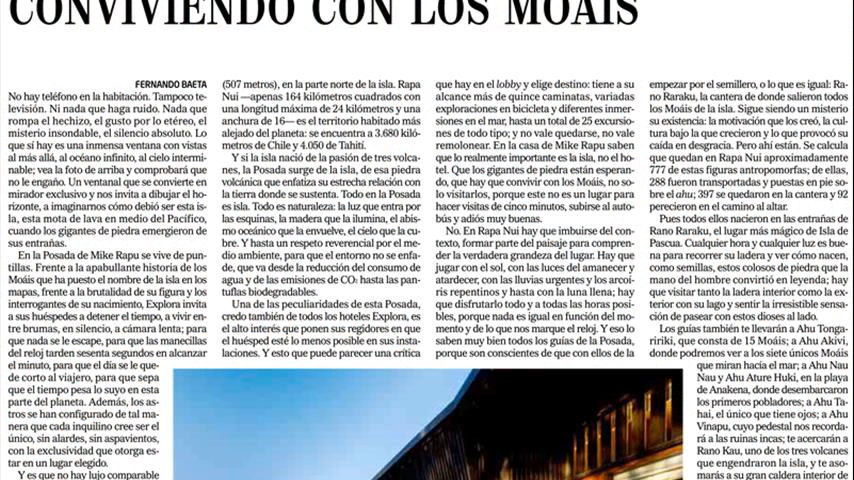 CONVIVIENDO CON LOS MOAIS
FERNANDO BAETA
No hay teléfono en la habitación. Tampoco te-
levisión. Ni nada que haga ruido. Nada que
rompa el hechizo, el gusto por lo etéreo, el
misterio insondable, el silencio absoluto. Lo
que sí hay es una inmensa ventana con vistas
al más allá, al océano infinito, al cielo intermi-
nable; vea la foto de arriba y comprobará que
no le engaño. Un ventanal que se convierte en
mirador exclusivo y nos invita a dibujar el ho-
rizonte, a imaginarnos cómo debió ser esta is-
la, esta mota de lava en medio del Pacífico,
cuando los gigantes de piedra emergieron de
sus entrañas.
En la Posada de Mike Rapu se vive de pun-
tillas. Frente a la apabullante historia de los
Moáis que ha puesto el nombre de la isla en los
mapas, frente a la brutalidad de su figura y los
interrogantes de su nacimiento, Explora invita
a sus huéspedes a detener el tiempo, a vivir en-
tre brumas, en silencio, a cámara lenta; para
que nada se le escape, para que las manecillas
del reloj tarden sesenta segundos en alcanzar
el minuto, para que el día se le que-
de corto al viajero, para que sepa
que el tiempo pesa lo suyo en esta
parte del planeta. Además, los as-
tros se han configurado de tal ma-
nera que cada inquilino cree ser el
único, sin alardes, sin aspavientos,
con la exclusividad que otorga es-
tar en un lugar elegido.
Y es que no hay lujo comparable
(507 metros), en la parte norte de la isla. Rapa
Nui —apenas 164 kilómetros cuadrados con
una longitud máxima de 24 kilómetros y una
anchura de 16— es el territorio habitado más
alejado del planeta: se encuentra a 3.680 kiló-
metros de Chile y 4.050 de Tahití.
Y si la isla nació de la pasión de tres volca-
nes, la Posada surge de la isla, de esa piedra
volcánica que enfatiza su estrecha relación con
la tierra donde se sustenta. Todo en la Posada
es isla. Todo es naturaleza: la luz que entra por
las esquinas, la madera que la ilumina, el abis-
mo oceánico que la envuelve, el cielo que la cu-
bre. Y hasta un respeto reverencial por el me-
dio ambiente, para que el entorno no se enfa-
de, que va desde la reducción del consumo de
agua y de las emisiones de CO₂ hasta las pan-
tuflas biodegradables.
Una de las peculiaridades de esta Posada,
credo también de todos los hoteles Explora, es
el alto interés que ponen sus regidores en que
el huésped esté lo menos posible en sus insta-
laciones. Y esto que puede parecer una crítica
que hay en el lobby y elige destino: tiene a su
alcance más de quince caminatas, variadas
exploraciones en bicicleta y diferentes inmer-
siones en el mar, hasta un total de 25 excursio-
nes de todo tipo; y no vale quedarse, no vale
remolonear. En la casa de Mike Rapu saben
que lo realmente importante es la isla, no el ho-
tel. Que los gigantes de piedra están esperan-
do, que hay que convivir con los Moáis, no so-
lo visitarlos, porque este no es un lugar para
hacer visitas de cinco minutos, subirse al auto-
bús y adiós muy buenas.
No. En Rapa Nui hay que imbuirse del con-
texto, formar parte del paisaje para compren-
der la verdadera grandeza del lugar. Hay que
jugar con el sol, con las luces del amanecer y
atardecer, con las lluvias urgentes y los arcoí-
ris repentinos y hasta con la luna llena; hay
que disfrutarlo todo y a todas las horas posi-
bles, porque nada es igual en función del mo-
mento y de lo que nos marque el reloj. Y eso lo
saben muy bien todos los guías de la Posada,
porque son conscientes de que con ellos de la
empezar por el semillero, o lo que es igual: Ra-
no Raraku, la cantera de donde salieron todos
los Moáis de la isla. Sigue siendo un misterio
su existencia: la motivación que los creó, la cul-
tura bajo la que crecieron y lo que provocó su
caída en desgracia. Pero ahí están. Se calcula
que quedan en Rapa Nui aproximadamente
777 de estas figuras antropomorfas; de ellas,
288 fueron transportadas y puestas en pie so-
bre el ahu; 397 se quedaron en la cantera y 92
perecieron en el camino al altar.
Pues todos ellos nacieron en las entrañas de
Rano Raraku, el lugar más mágico de Isla de
Pascua. Cualquier hora y cualquier luz es bue-
na para recorrer su ladera y ver cómo nacen,
como semillas, estos colosos de piedra que la
mano del hombre convirtió en leyenda; hay
que visitar tanto la ladera interior como la ex-
terior con su lago y sentir la irresistible sensa-
ción de pasear con estos dioses al lado.
Los guías también te llevarán a Ahu Tonga-
riki, que consta de 15 Moáis; a Ahu Akivi,
donde podremos ver a los siete únicos Moáis
que miran hacia el mar; a Ahu Nau
Nau y Ahu Ature Huki, en la playa
de Anakena, donde desembarcaron
los primeros pobladores; a Ahu Ta-
hai, el único que tiene ojos; a Ahu
Vinapu, cuyo pedestal nos recorda-
rá a las ruinas incas; te acercarán a
Rano Kau, uno de los tres volcanes
que engendraron la isla, y te aso-
marás a su gran caldera interior de